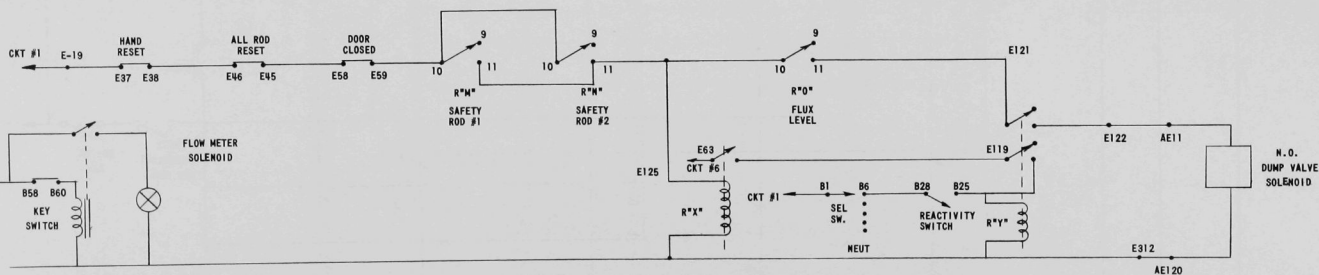 CKT #1
E-19
HAND
RESET
E37 E38
ALL ROD
RESET
E46 E45
DOOR
CLOSED
E58 E59
9
10
11
R"M"
SAFETY
ROD #1
9
10
11
R"N"
SAFETY
ROD #2
9
10
11
R"O"
FLUX
LEVEL
E121
E122
AE11
N.O.
DUMP VALVE
SOLENOID
FLOW METER
SOLENOID
B58 B60
KEY
SWITCH
E125
E63
CKT #6
E119
R"X"
CKT #1
B1
B6
SEL
SW.
NEUT
B28
B25
REACTIVITY
SWITCH
R"Y"
E312
AE120